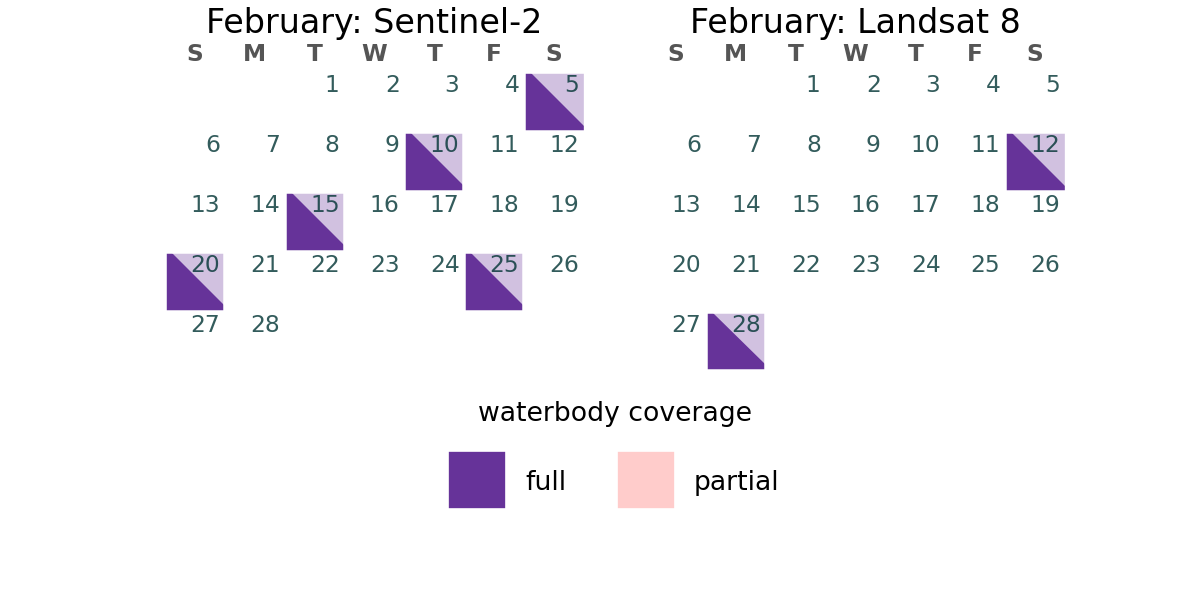 February: Sentinel-2
S M T W T F S
1 2 3 4 5
6 7 8 9 10 11 12
13 14 15 16 17 18 19
20 21 22 23 24 25 26
27 28
February: Landsat 8
S M T W T F S
1 2 3 4 5
6 7 8 9 10 11 12
13 14 15 16 17 18 19
20 21 22 23 24 25 26
27 28
waterbody coverage
full
partial